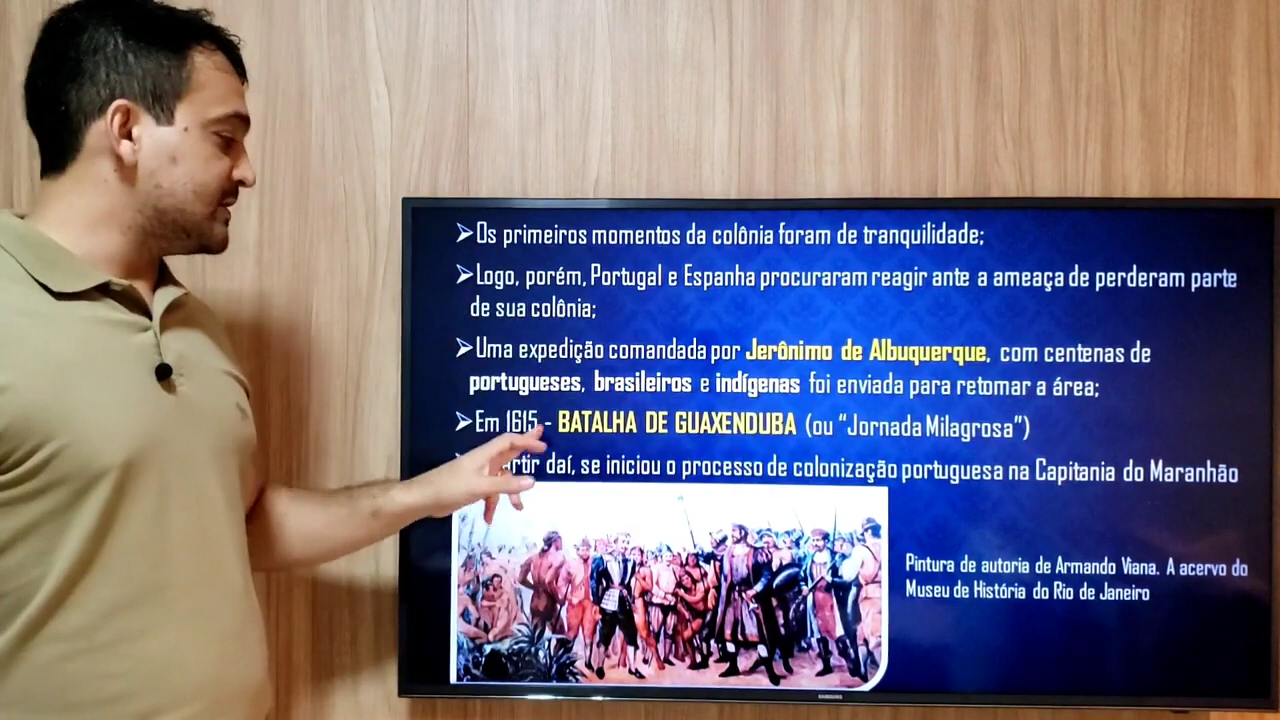 ➢Os primeiros momentos da colônia foram de tranquilidade;
➢Logo, porém, Portugal e Espanha procuraram reagir ante a ameaça de perderam parte
de sua colônia;
➢Uma expedição comandada por Jerônimo de Albuquerque, com centenas de
portugueses, brasileiros e indígenas foi enviada para retomar a área;
➢Em 1615 - BATALHA DE GUAXENDUBA (ou “Jornada Milagrosa”)
daí, se iniciou o processo de colonização portuguesa na Capitania do Maranhão
Pintura de autoria de Armando Viana. A acervo do
Museu de História do Rio de Janeiro
SAMSUNG